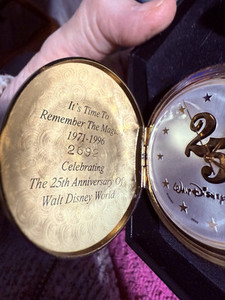 It's Time To
Remember The Magic
1971-1996
2692
Celebrating
The 25th Anniversary Of
Walt Disney World
25
Walt Disney